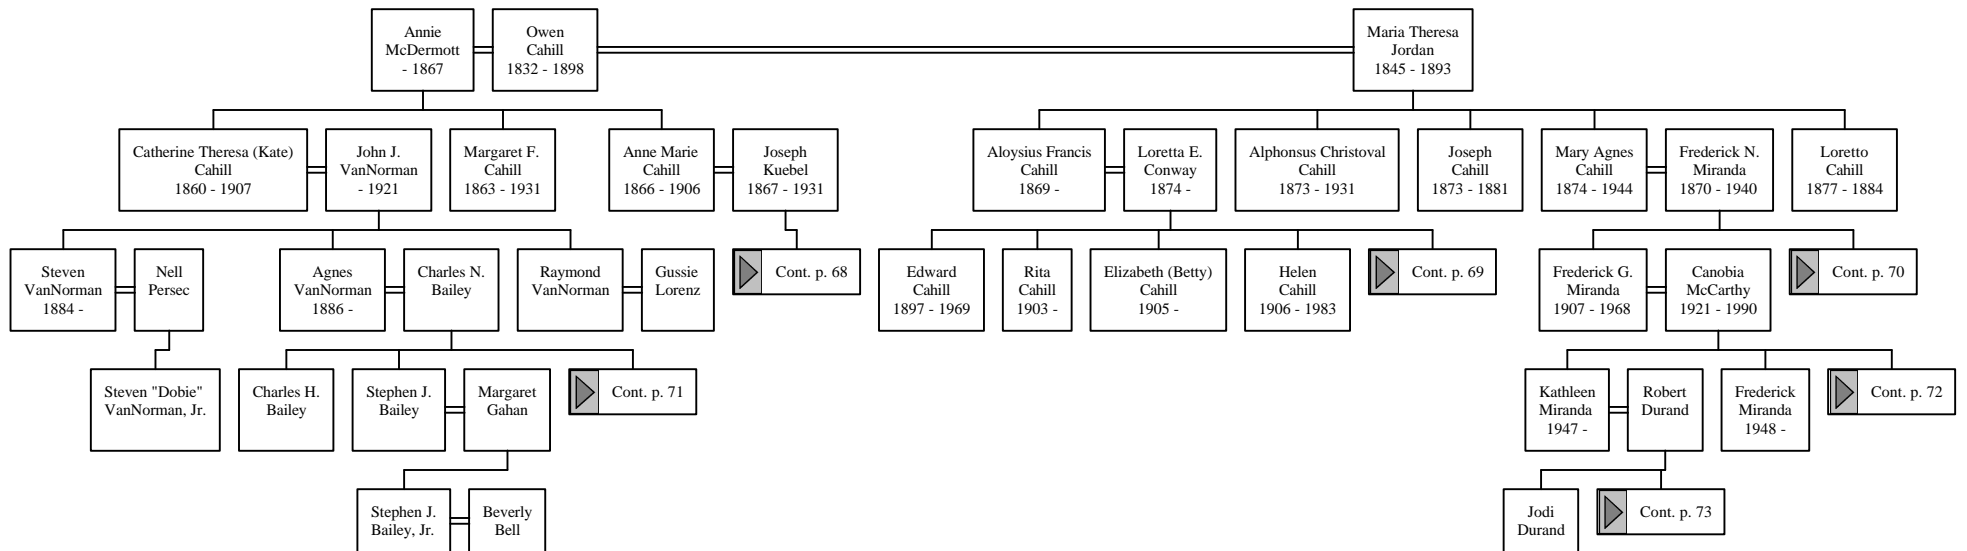 Annie
McDermott
- 1867
Owen
Cahill
1832 - 1898
Maria Theresa
Jordan
1845 - 1893
Catherine Theresa (Kate)
Cahill
1860 - 1907
John J.
VanNorman
- 1921
Margaret F.
Cahill
1863 - 1931
Anne Marie
Cahill
1866 - 1906
Joseph
Kuebel
1867 - 1931
Aloysius Francis
Cahill
1869 -
Loretta E.
Conway
1874 -
Alphonsus Christoval
Cahill
1873 - 1931
Joseph
Cahill
1873 - 1881
Mary Agnes
Cahill
1874 - 1944
Frederick N.
Miranda
1870 - 1940
Loretto
Cahill
1877 - 1884
Steven
VanNorman
1884 -
Nell
Persec
Agnes
VanNorman
1886 -
Charles N.
Bailey
Raymond
VanNorman
Gussie
Lorenz
Cont. p. 68
Edward
Cahill
1897 - 1969
Rita
Cahill
1903 -
Elizabeth (Betty)
Cahill
1905 -
Helen
Cahill
1906 - 1983
Cont. p. 69
Frederick G.
Miranda
1907 - 1968
Canobia
McCarthy
1921 - 1990
Cont. p. 70
Steven "Dobie"
VanNorman, Jr.
Charles H.
Bailey
Stephen J.
Bailey
Margaret
Gahan
Cont. p. 71
Kathleen
Miranda
1947 -
Robert
Durand
Frederick
Miranda
1948 -
Cont. p. 72
Stephen J.
Bailey, Jr.
Beverly
Bell
Jodi
Durand
Cont. p. 73